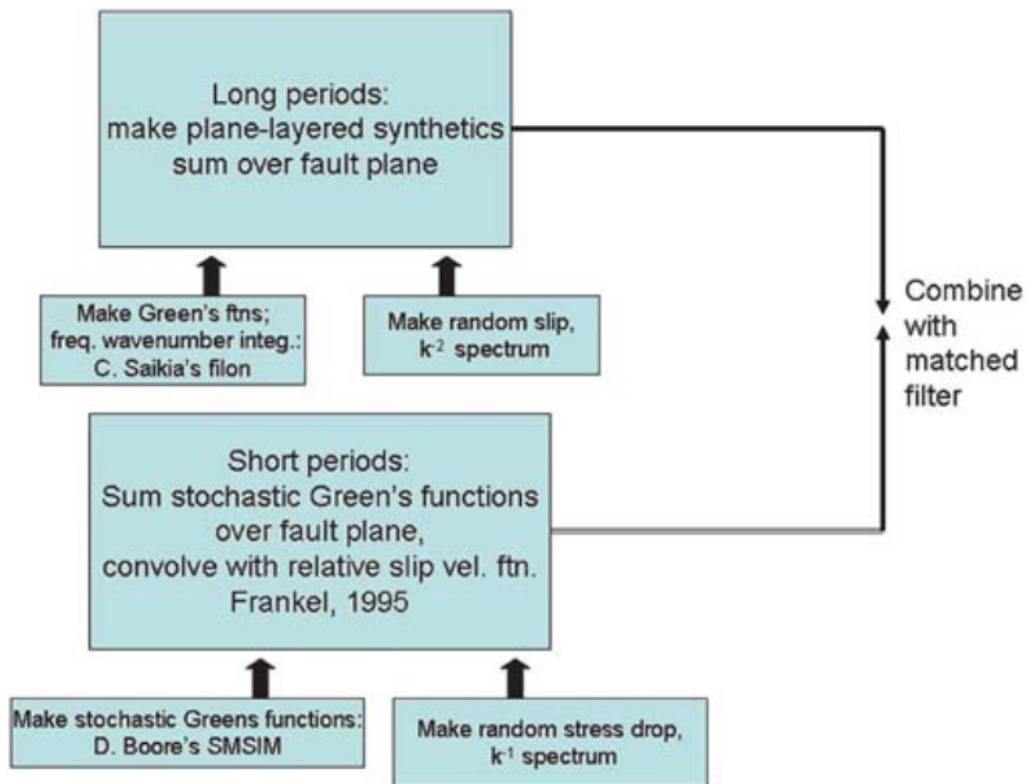 Long periods:
make plane-layered synthetics
sum over fault plane
Make Green's ftns;
freq. wavenumber integ.:
C. Saikia's filon
Make random slip,
k⁻² spectrum
Combine
with
matched
filter
Short periods:
Sum stochastic Green's functions
over fault plane,
convolve with relative slip vel. ftn.
Frankel, 1995
Make stochastic Greens functions:
D. Boore's SMSIM
Make random stress drop,
k⁻¹ spectrum